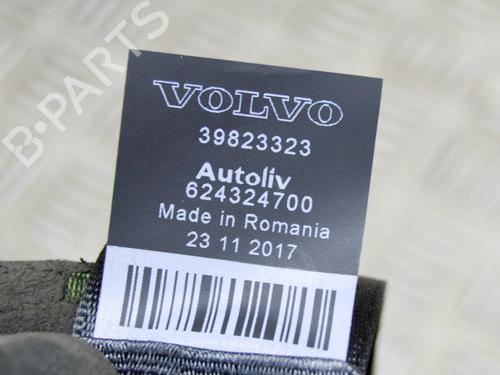 B-PARTS
VOLVO
39823323
Autoliv
624324700
Made in Romania
23 11 2017